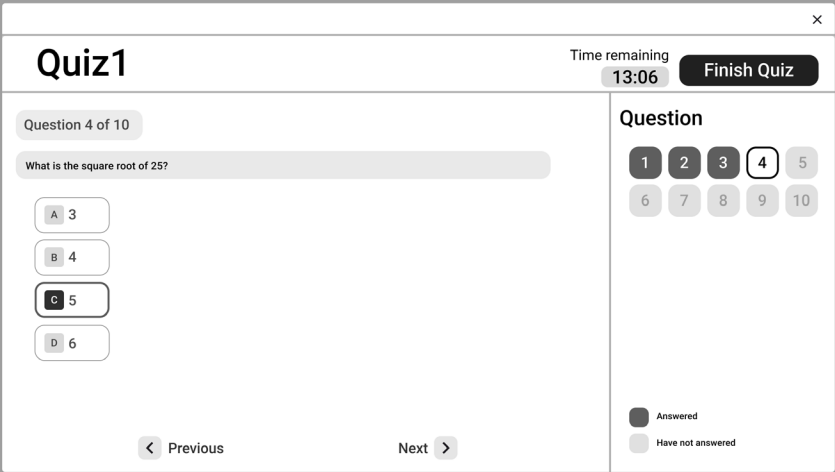 Quiz1
Time remaining
13:06
Finish Quiz
Question 4 of 10
What is the square root of 25?
A 3
B 4
C 5
D 6
Previous
Next
Question
1 2 3 4 5
6 7 8 9 10
Answered
Have not answered